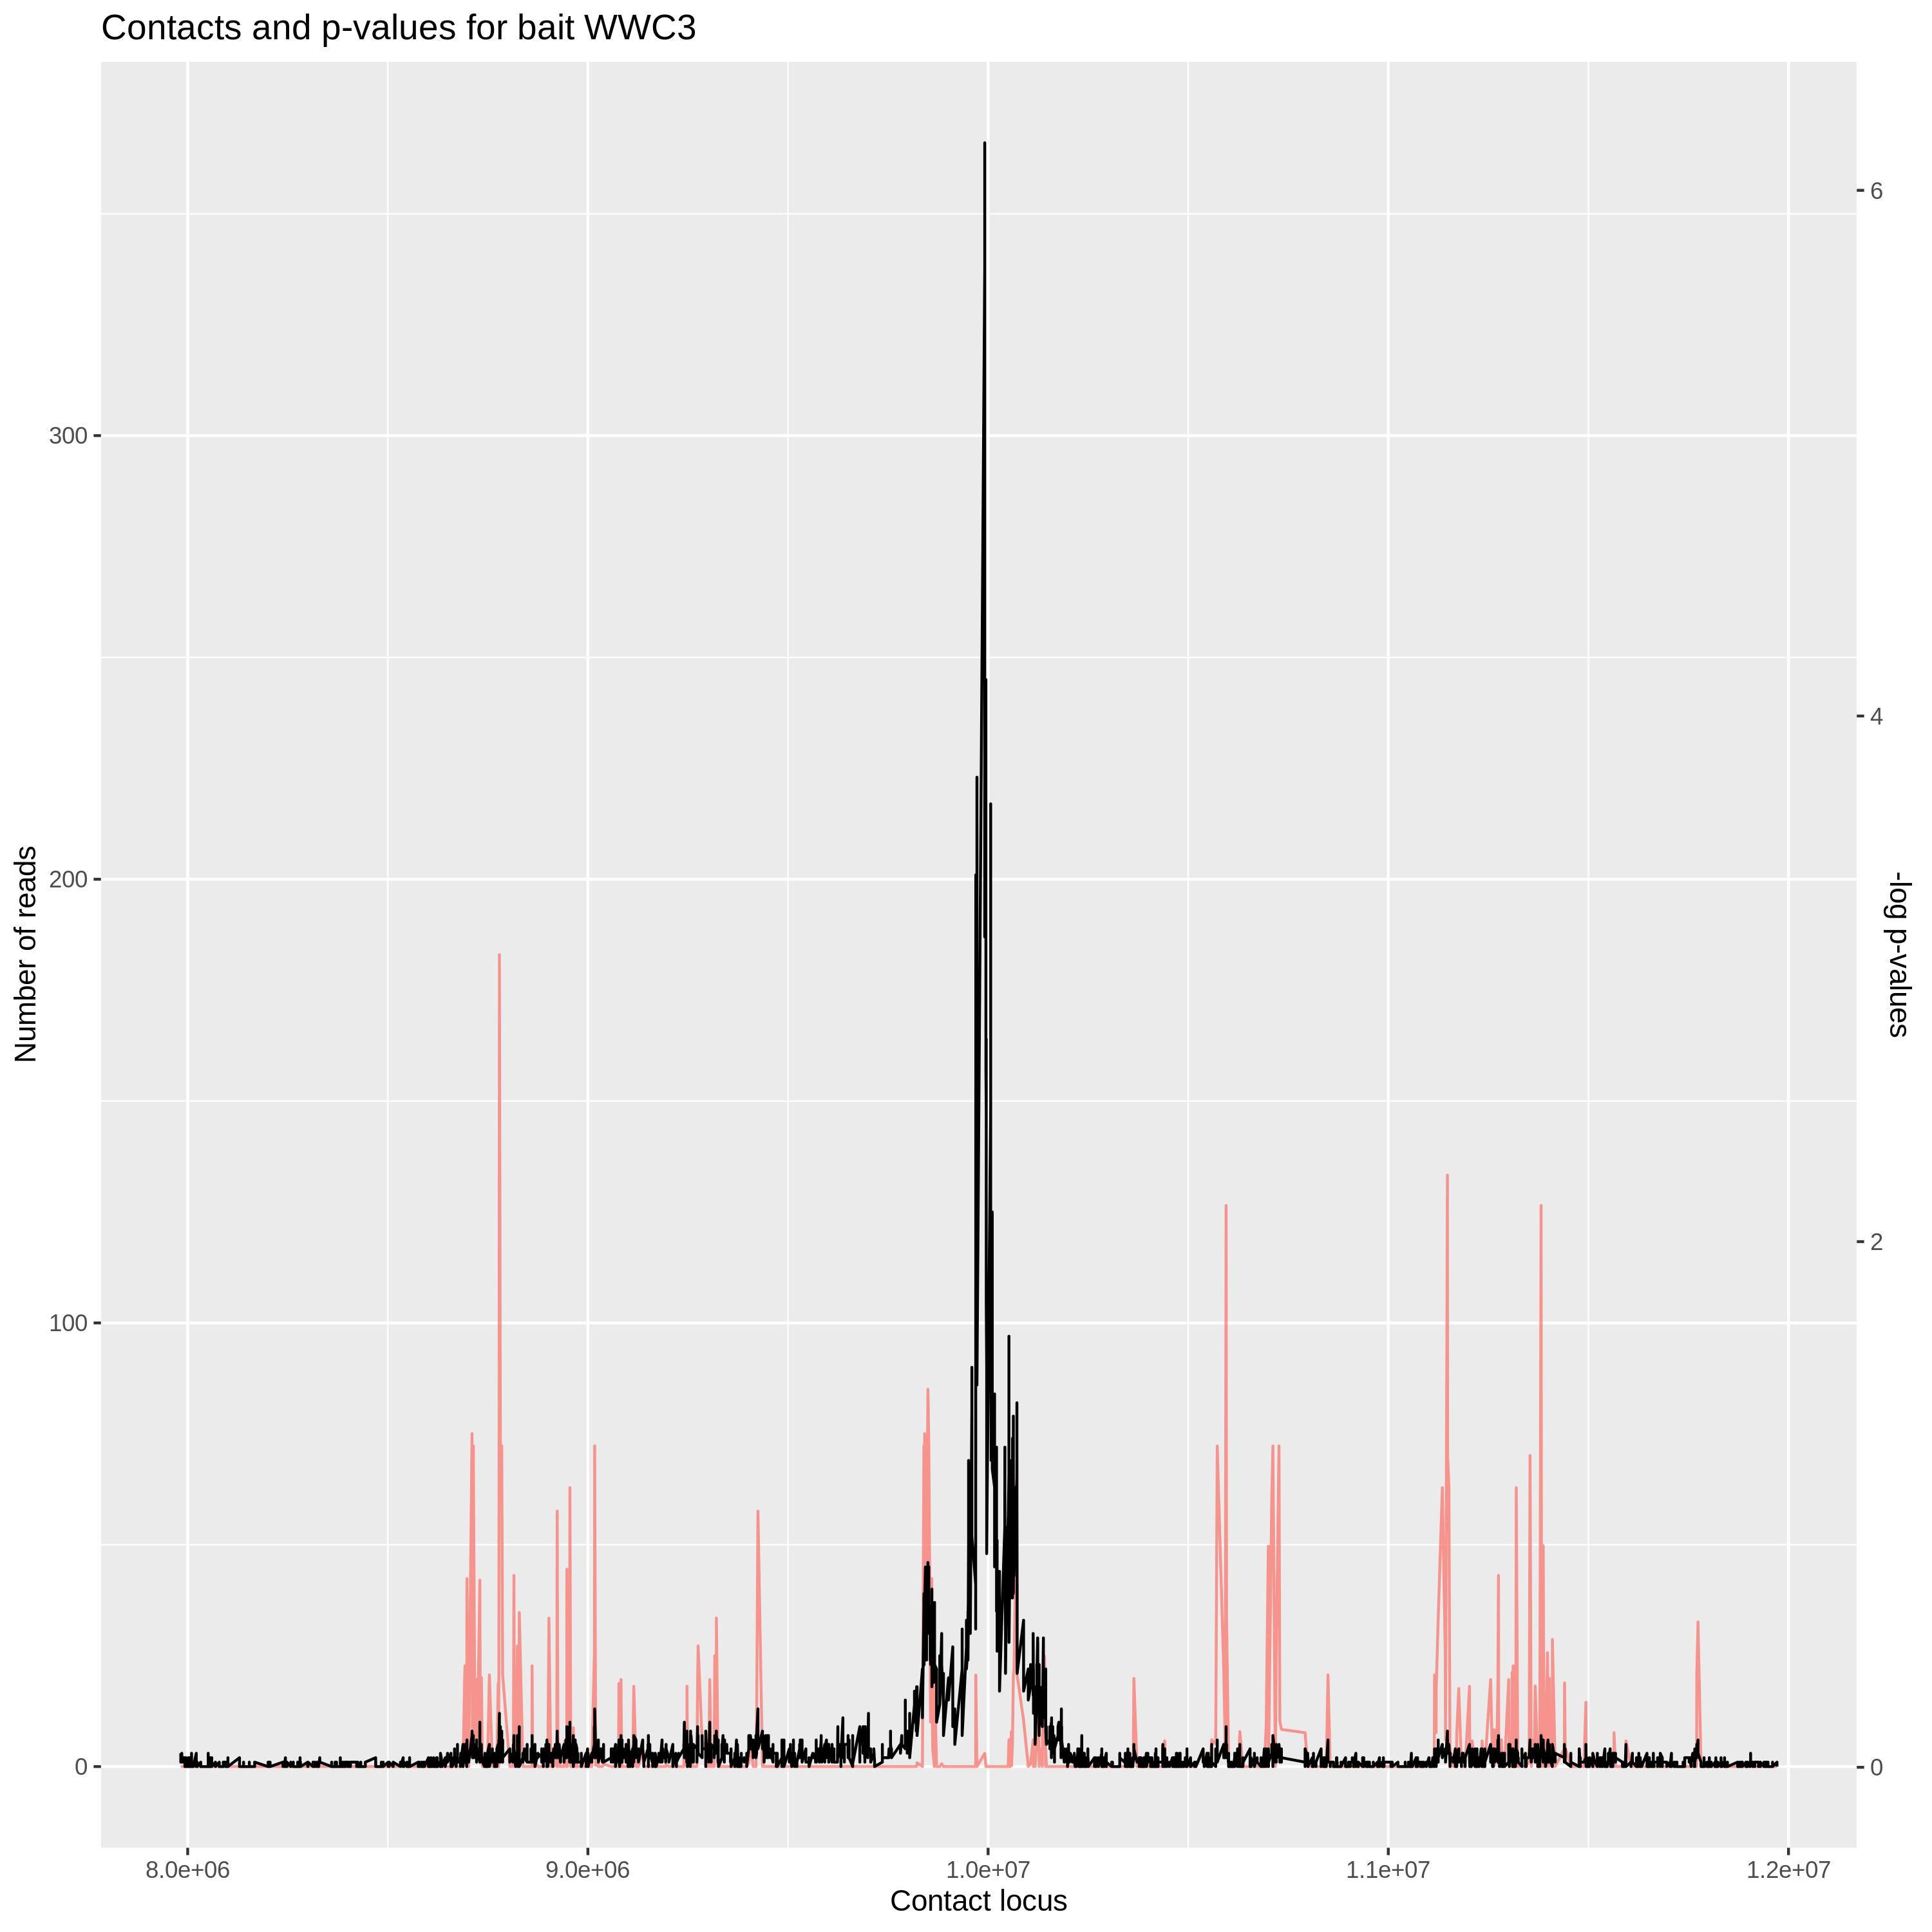 Contacts and p-values for bait WWC3
Number of reads
300
200
100
0
6
4
2
0
-log p-values
8.0e+06
9.0e+06
1.0e+07
1.1e+07
1.2e+07
Contact locus